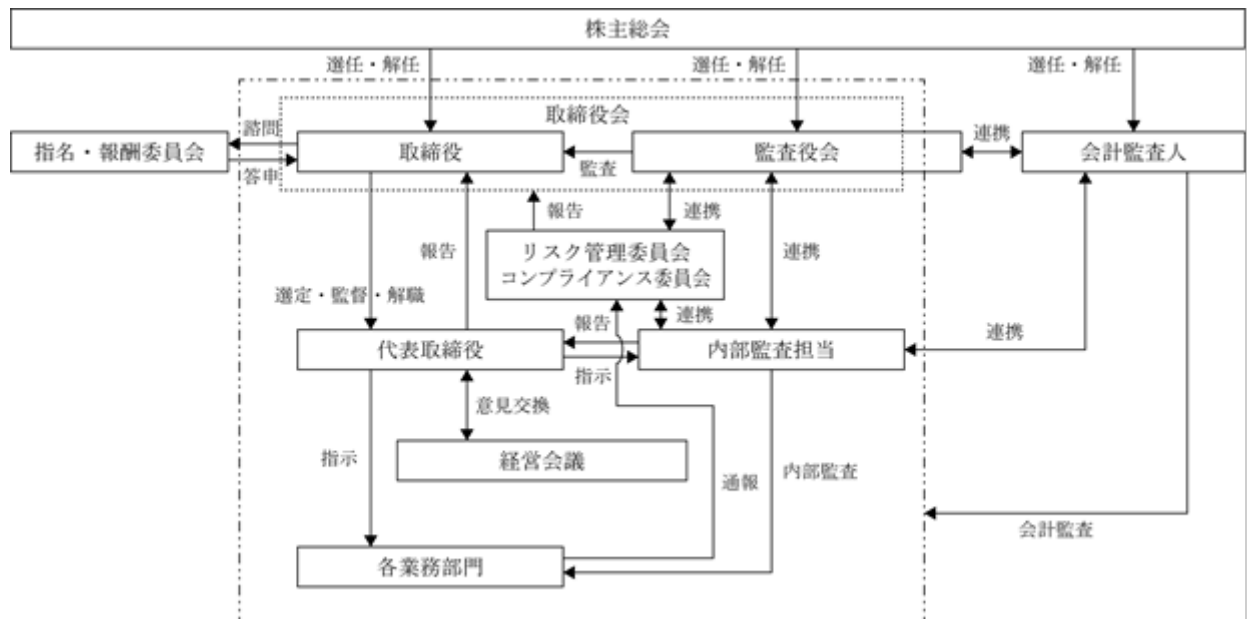 株主総会
選任・解任
選任・解任
選任・解任
取締役会
諮問
指名・報酬委員会
取締役
監査役会
連携
会計監査人
答申
監査
報告
連携
報告
リスク管理委員会
コンプライアンス委員会
連携
選定・監督・解職
報告
連携
連携
代表取締役
内部監査担当
指示
意見交換
指示
経営会議
通報
内部監査
会計監査
各業務部門